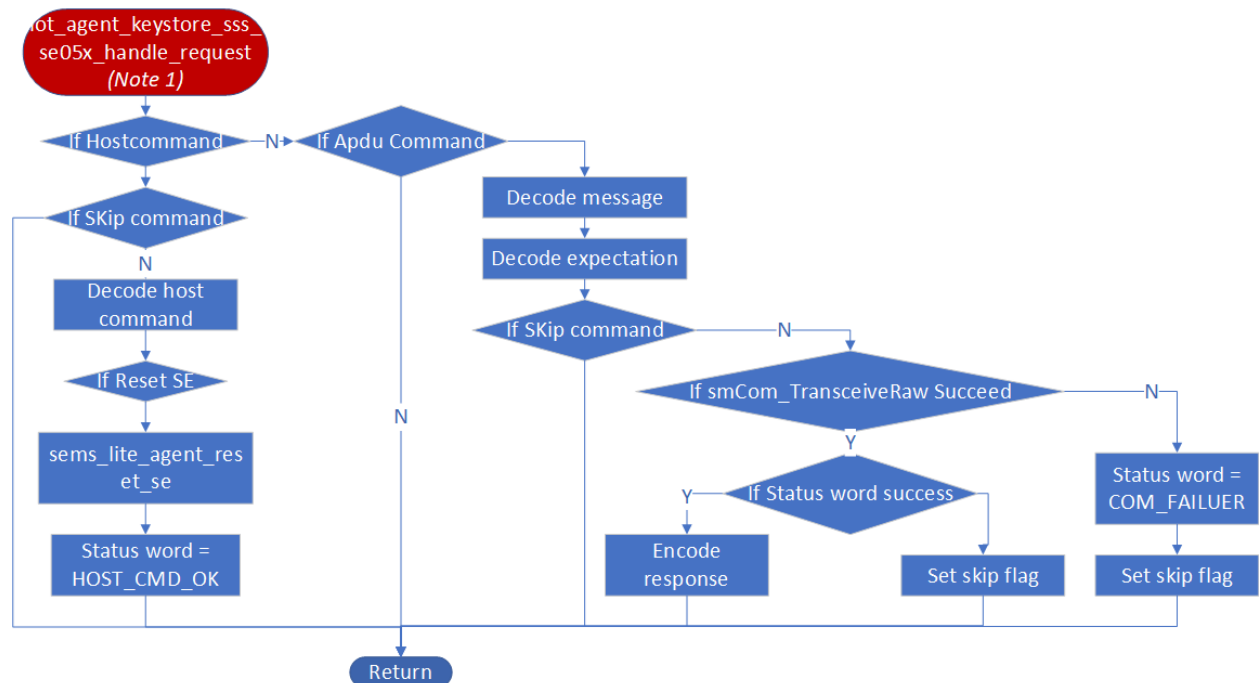 iot_agent_keystore_sss_
se05x_handle_request
(Note 1)
If Hostcommand
N
If Apdu Command
If SKip command
Decode message
Decode expectation
N
Decode host
command
If SKip command
N
If Reset SE
If smCom_TransceiveRaw Succeed
N
N
Y
sems_lite_agent_res
et_se
Status word =
COM_FAILUER
If Status word success
Y
Status word =
HOST_CMD_OK
Encode
response
Set skip flag
Set skip flag
Return